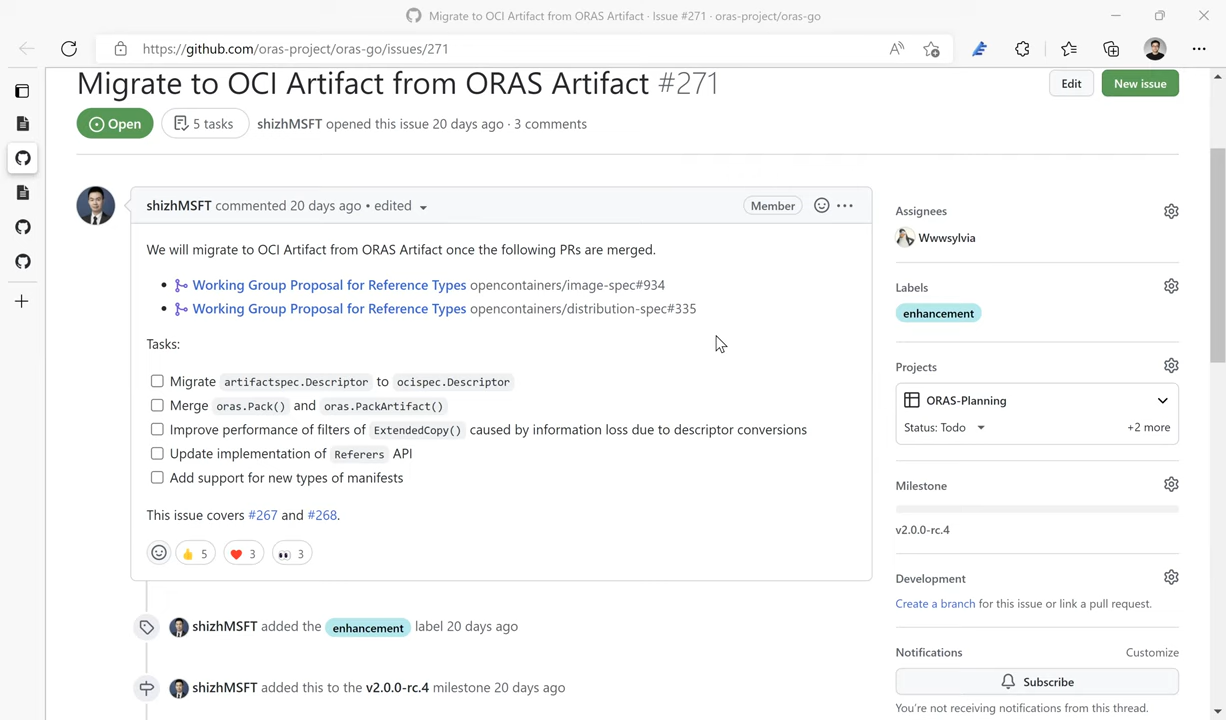 Migrate to OCI Artifact from ORAS Artifact · Issue #271 · oras-project/oras-go
https://github.com/oras-project/oras-go/issues/271
Migrate to OCI Artifact from ORAS Artifact #271
Edit
New issue
Open
5 tasks
shizhMSFT opened this issue 20 days ago · 3 comments
shizhMSFT commented 20 days ago • edited
Member
We will migrate to OCI Artifact from ORAS Artifact once the following PRs are merged.
• Working Group Proposal for Reference Types opencontainers/image-spec#934
• Working Group Proposal for Reference Types opencontainers/distribution-spec#335
Tasks:
Migrate artifactspec.Descriptor to ocispec.Descriptor
Merge oras.Pack() and oras.PackArtifact()
Improve performance of filters of ExtendedCopy() caused by information loss due to descriptor conversions
Update implementation of Referers API
Add support for new types of manifests
This issue covers #267 and #268.
👍 5
❤️ 3
👀 3
shizhMSFT added the enhancement label 20 days ago
shizhMSFT added this to the v2.0.0-rc.4 milestone 20 days ago
Assignees
Wwwsylvia
Labels
enhancement
Projects
ORAS-Planning
Status: Todo
+2 more
Milestone
v2.0.0-rc.4
Development
Create a branch for this issue or link a pull request.
Notifications
Customize
Subscribe
You're not receiving notifications from this thread.